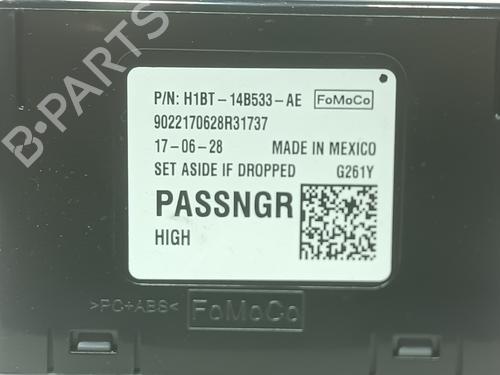 P/N: H1BT-14B533-AE FoMoCo
9022170628R31737
17-06-28 MADE IN MEXICO
SET ASIDE IF DROPPED G261Y
PASSNGR
HIGH
>PC+ABS< FoMoCo
B-PARTS